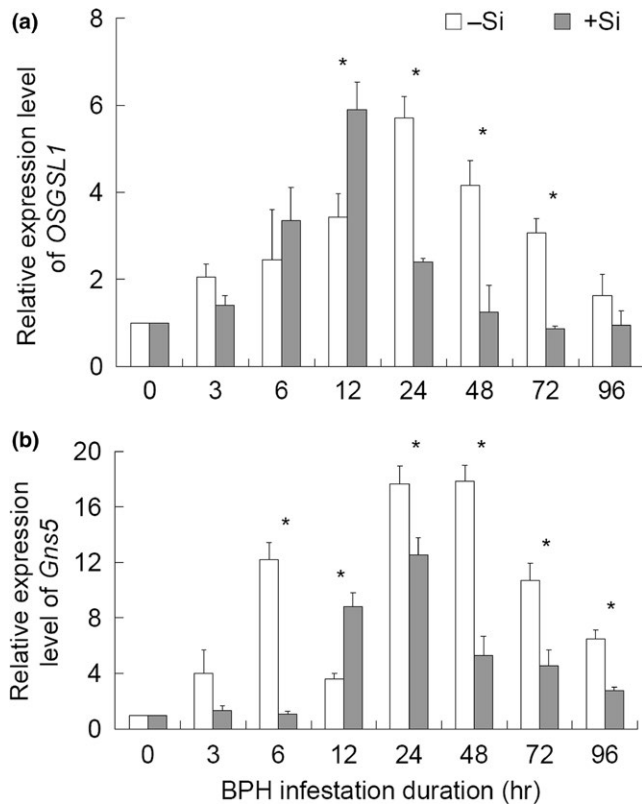 (a)
–Si +Si
Relative expression level
of OSGSL1
8
6
4
2
0
* * * *
0 3 6 12 24 48 72 96
(b)
Relative expression
level of Gns5
20
16
12
8
4
0
* * * * * *
0 3 6 12 24 48 72 96
BPH infestation duration (hr)